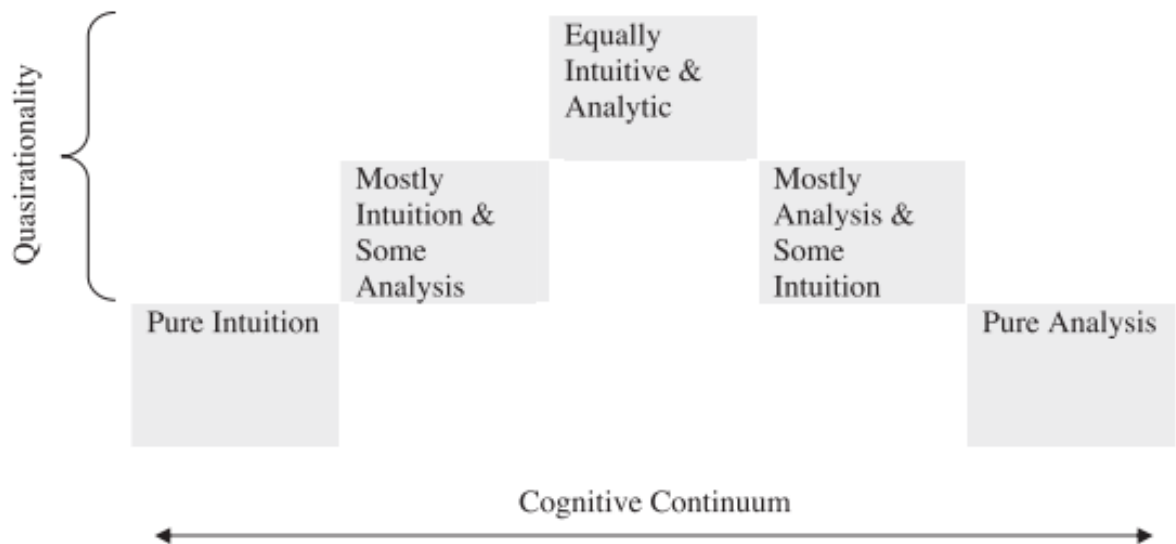 Quasirationality
Equally
Intuitive &
Analytic
Mostly
Intuition &
Some
Analysis
Mostly
Analysis &
Some
Intuition
Pure Intuition
Pure Analysis
Cognitive Continuum